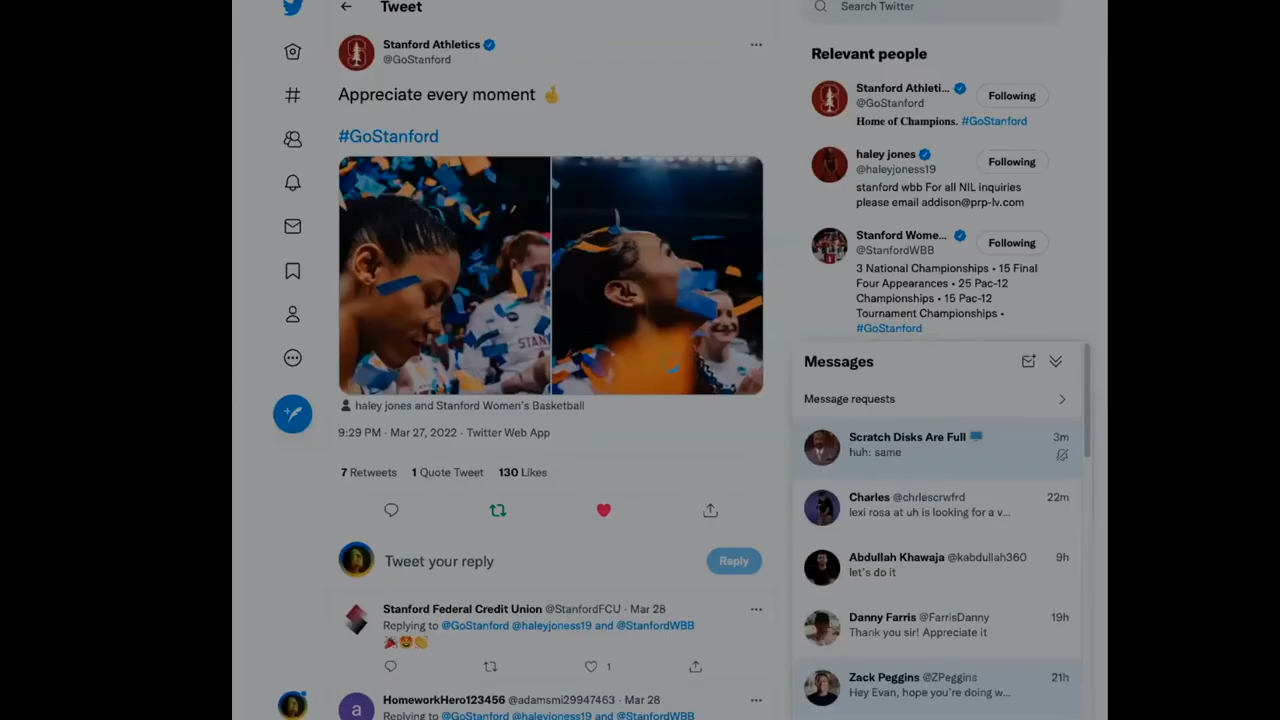 Tweet
Stanford Athletics
@GoStanford
Appreciate every moment
#GoStanford
STAN
haley jones and Stanford Women's Basketball
9:29 PM · Mar 27, 2022 · Twitter Web App
7 Retweets 1 Quote Tweet 130 Likes
Tweet your reply
Reply
Stanford Federal Credit Union @StanfordFCU · Mar 28
Replying to @GoStanford @haleyjoness19 and @StanfordWBB
1
a
HomeworkHero123456 @adamsmi29947463 · Mar 28
Replying to @GoStanford @haleyjoness19 and @StanfordWBB
Search Twitter
Relevant people
Stanford Athleti...
@GoStanford
Following
Home of Champions. #GoStanford
haley jones
@haleyjoness19
Following
stanford wbb For all NIL inquiries
please email addison@prp-lv.com
Stanford Wome...
@StanfordWBB
Following
3 National Championships • 15 Final
Four Appearances • 25 Pac-12
Championships • 15 Pac-12
Tournament Championships •
#GoStanford
Messages
Message requests
Scratch Disks Are Full 3m
huh: same
Charles @chrlescrwfrd 22m
lexi rosa at uh is looking for a v...
Abdullah Khawaja @kabdullah360 9h
let's do it
Danny Farris @FarrisDanny 19h
Thank you sir! Appreciate it
Zack Peggins @ZPeggins 21h
Hey Evan, hope you're doing w...